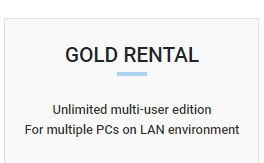 GOLD RENTAL
Unlimited multi-user edition
For multiple PCs on LAN environment